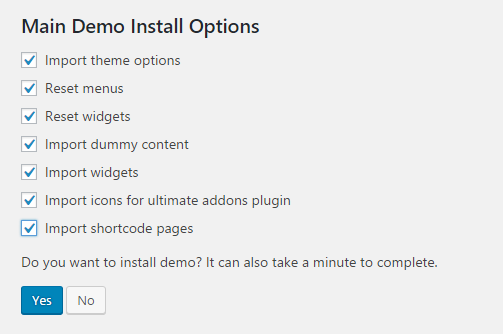 Main Demo Install Options
Import theme options
Reset menus
Reset widgets
Import dummy content
Import widgets
Import icons for ultimate addons plugin
Import shortcode pages
Do you want to install demo? It can also take a minute to complete.
Yes No